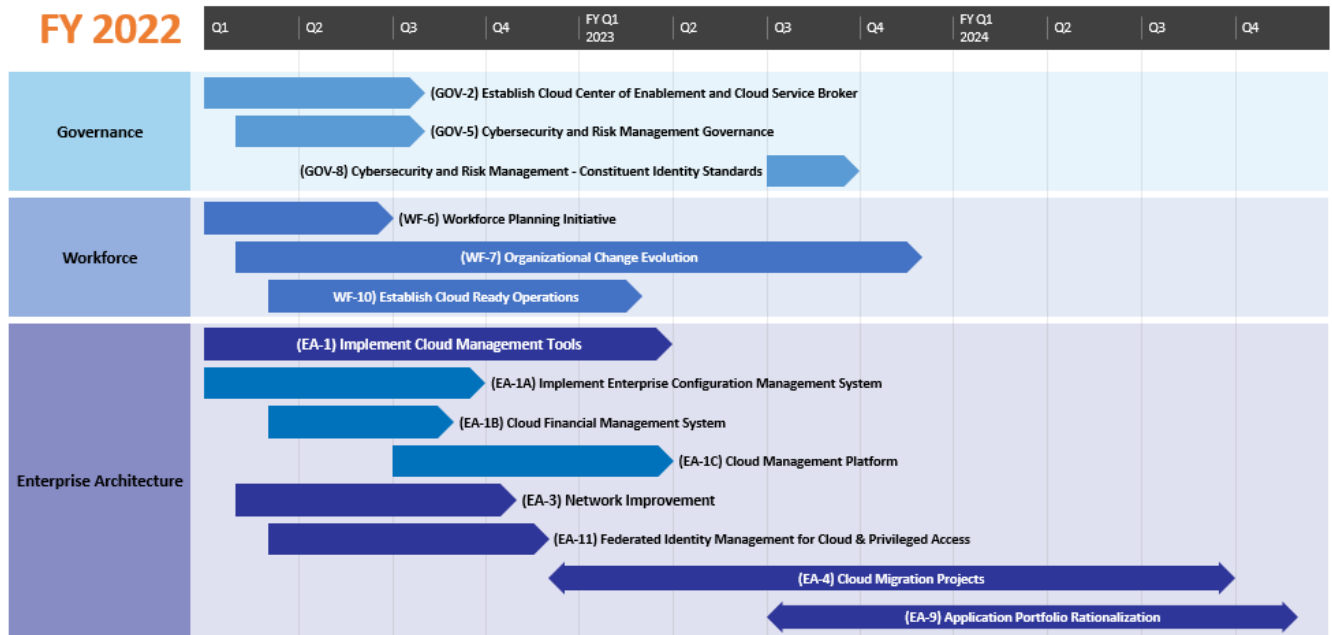 FY 2022
Q1
Q2
Q3
Q4
FY Q1
2023
Q2
Q3
Q4
FY Q1
2024
Q2
Q3
Q4
Governance
(GOV-2) Establish Cloud Center of Enablement and Cloud Service Broker
(GOV-5) Cybersecurity and Risk Management Governance
(GOV-8) Cybersecurity and Risk Management - Constituent Identity Standards
Workforce
(WF-6) Workforce Planning Initiative
(WF-7) Organizational Change Evolution
WF-10) Establish Cloud Ready Operations
Enterprise Architecture
(EA-1) Implement Cloud Management Tools
(EA-1A) Implement Enterprise Configuration Management System
(EA-1B) Cloud Financial Management System
(EA-1C) Cloud Management Platform
(EA-3) Network Improvement
(EA-11) Federated Identity Management for Cloud & Privileged Access
(EA-4) Cloud Migration Projects
(EA-9) Application Portfolio Rationalization